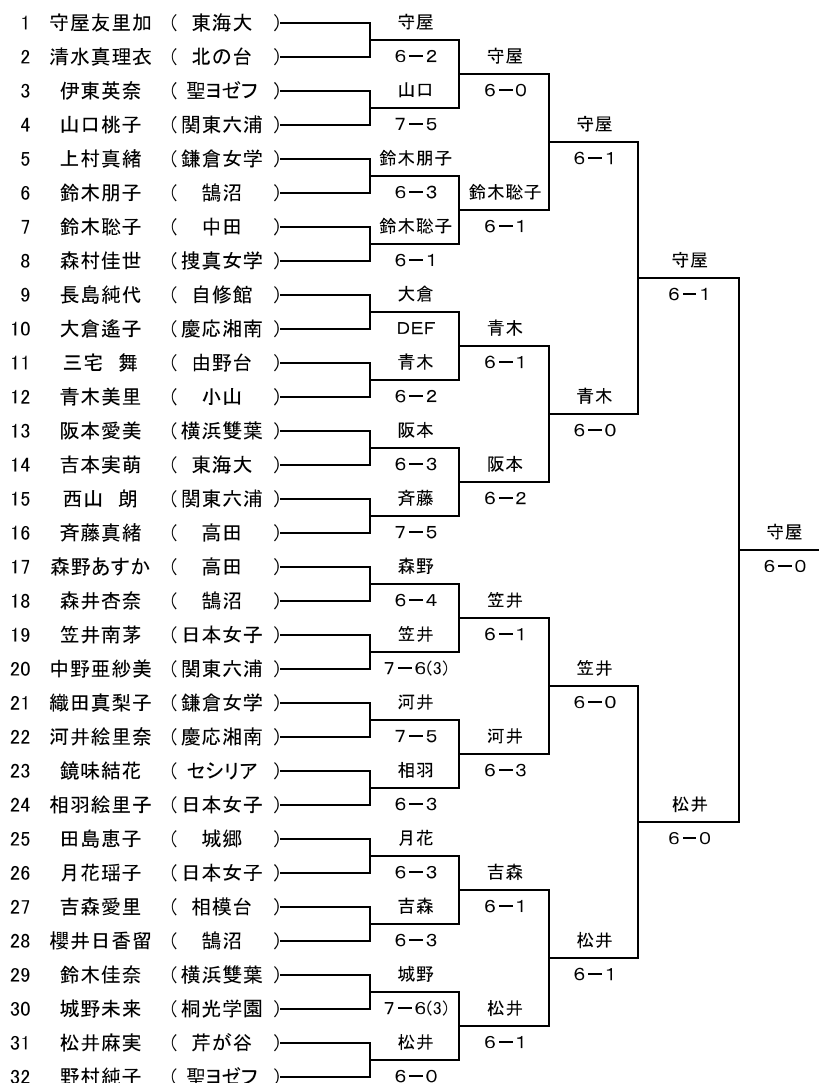 1 守屋友里加 ( 東海大 ) 守屋
2 清水真理衣 ( 北の台 ) 6－2 守屋
3 伊東英奈 ( 聖ヨゼフ ) 山口 6－0
4 山口桃子 (関東六浦 ) 7－5 守屋
5 上村真緒 (鎌倉女学 ) 鈴木朋子 6－1
6 鈴木朋子 ( 鵠沼 ) 6－3 鈴木聡子
7 鈴木聡子 ( 中田 ) 鈴木聡子 6－1
8 森村佳世 (捜真女学 ) 6－1 守屋
9 長島純代 ( 自修館 ) 大倉 6－1
10 大倉遙子 (慶応湘南 ) DEF 青木
11 三宅 舞 ( 由野台 ) 青木 6－1
12 青木美里 ( 小山 ) 6－2 青木
13 阪本愛美 (横浜雙葉 ) 阪本 6－0
14 吉本実萌 ( 東海大 ) 6－3 阪本
15 西山 朗 (関東六浦 ) 斉藤 6－2
16 斉藤真緒 ( 高田 ) 7－5 守屋
17 森野あすか ( 高田 ) 森野 6－0
18 森井杏奈 ( 鵠沼 ) 6－4 笠井
19 笠井南茅 (日本女子 ) 笠井 6－1
20 中野亜紗美 (関東六浦 ) 7－6(3) 笠井
21 織田真梨子 (鎌倉女学 ) 河井 6－0
22 河井絵里奈 (慶応湘南 ) 7－5 河井
23 鏡味結花 ( セシリア ) 相羽 6－3
24 相羽絵里子 (日本女子 ) 6－3 松井
25 田島恵子 ( 城郷 ) 月花 6－0
26 月花瑶子 (日本女子 ) 6－3 吉森
27 吉森愛里 ( 相模台 ) 吉森 6－1
28 櫻井日香留 ( 鵠沼 ) 6－3 松井
29 鈴木佳奈 (横浜雙葉 ) 城野 6－1
30 城野未来 (桐光学園 ) 7－6(3) 松井
31 松井麻実 ( 芹が谷 ) 松井 6－1
32 野村純子 ( 聖ヨゼフ ) 6－0